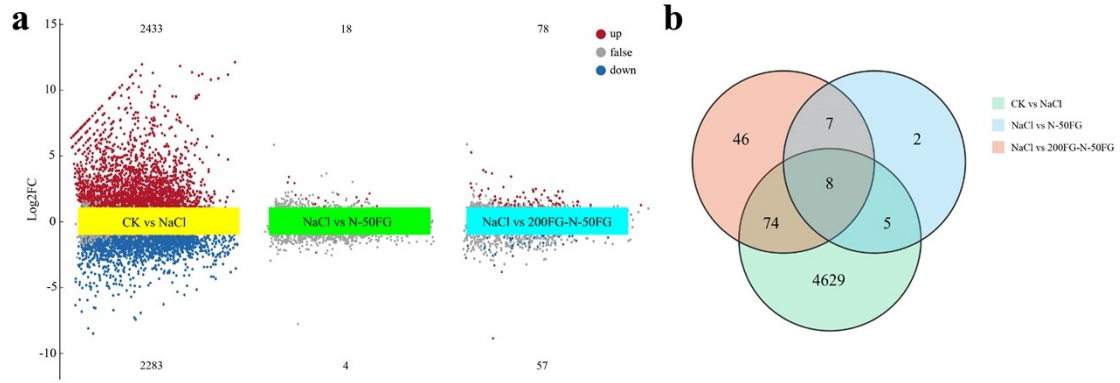 a
15
10
5
0
-5
-10
Log2FC
2433
18
78
up
false
down
CK vs NaCl
NaCl vs N-50FG
NaCl vs 200FG-N-50FG
2283
4
57
b
46
7
2
8
74
5
4629
CK vs NaCl
NaCl vs N-50FG
NaCl vs 200FG-N-50FG